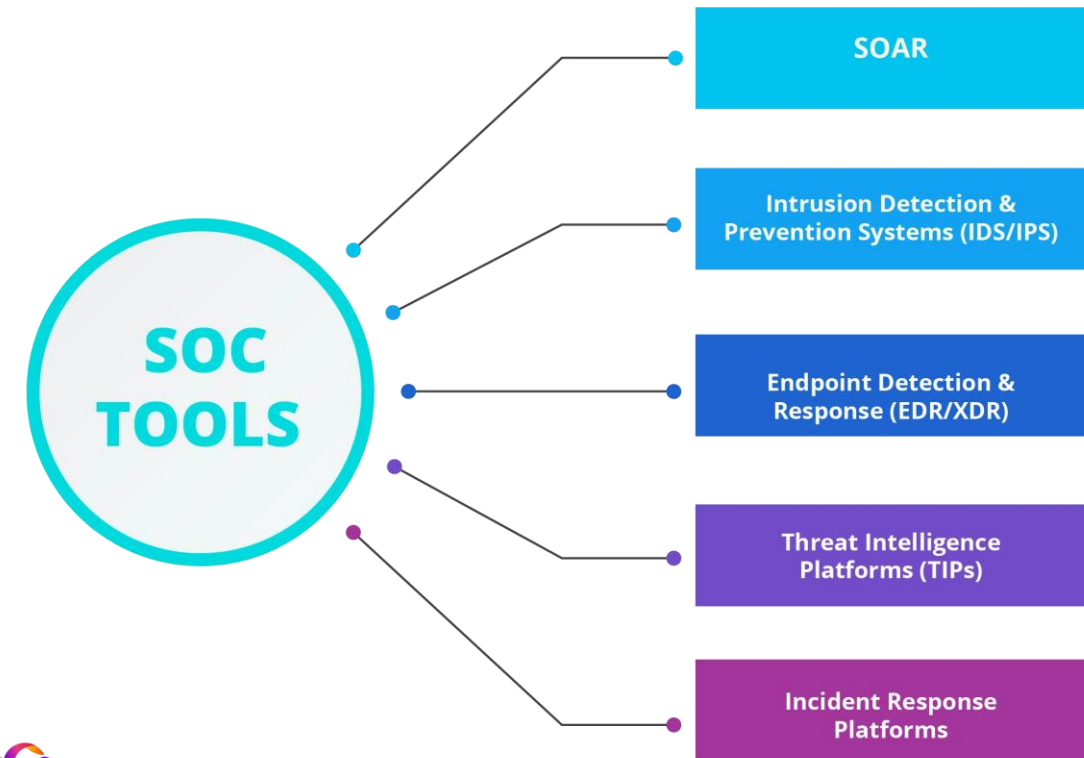 SOC
TOOLS
SOAR
Intrusion Detection &
Prevention Systems (IDS/IPS)
Endpoint Detection &
Response (EDR/XDR)
Threat Intelligence
Platforms (TIPs)
Incident Response
Platforms